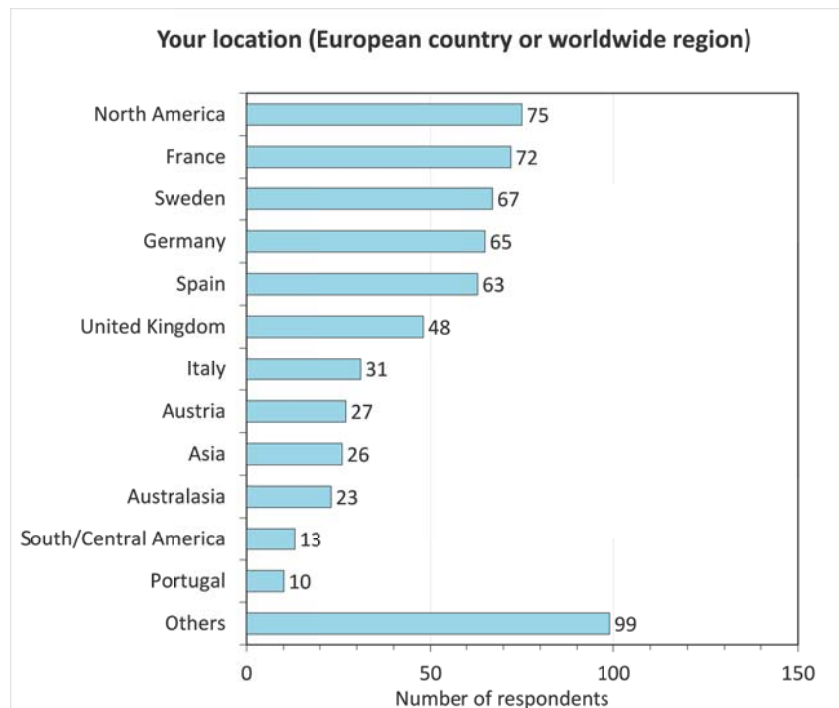 Your location (European country or worldwide region)
North America 75
France 72
Sweden 67
Germany 65
Spain 63
United Kingdom 48
Italy 31
Austria 27
Asia 26
Australasia 23
South/Central America 13
Portugal 10
Others 99
0 50 100 150
Number of respondents